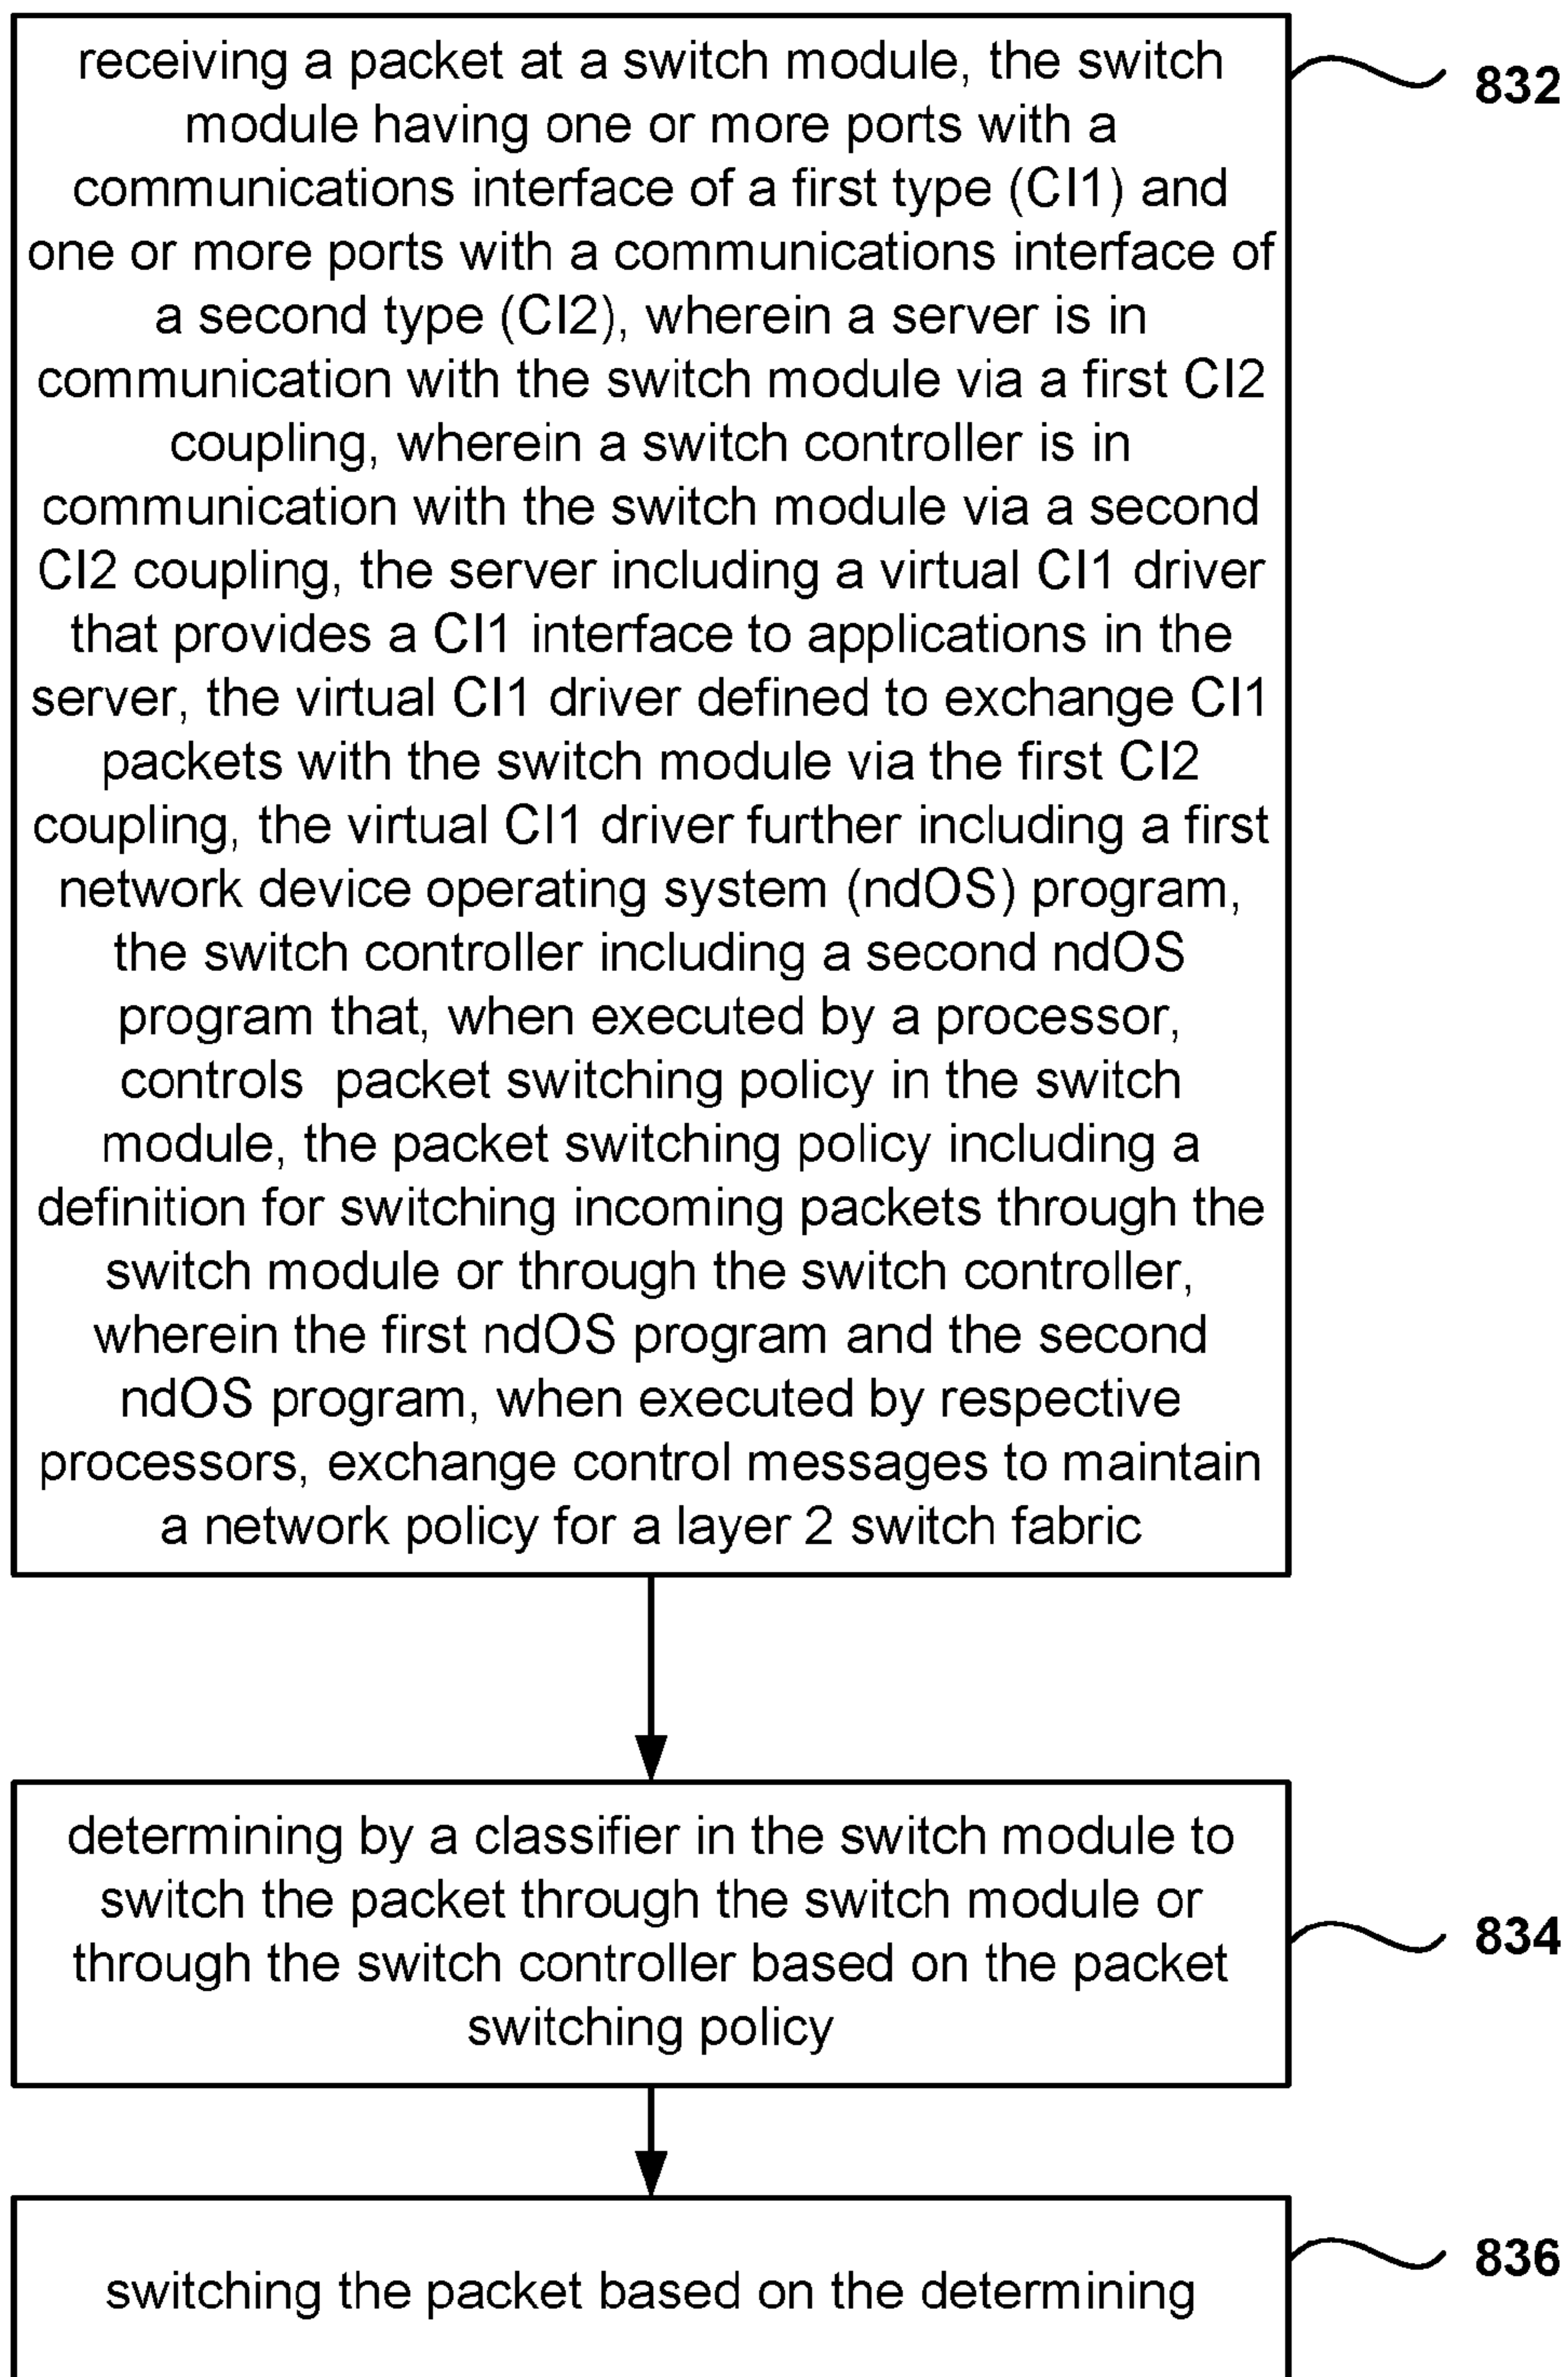 receiving a packet at a switch module, the switch
module having one or more ports with a
communications interface of a first type (CI1) and
one or more ports with a communications interface of
a second type (CI2), wherein a server is in
communication with the switch module via a first CI2
coupling, wherein a switch controller is in
communication with the switch module via a second
CI2 coupling, the server including a virtual CI1 driver
that provides a CI1 interface to applications in the
server, the virtual CI1 driver defined to exchange CI1
packets with the switch module via the first CI2
coupling, the virtual CI1 driver further including a first
network device operating system (ndOS) program,
the switch controller including a second ndOS
program that, when executed by a processor,
controls  packet switching policy in the switch
module, the packet switching policy including a
definition for switching incoming packets through the
switch module or through the switch controller,
wherein the first ndOS program and the second
ndOS program, when executed by respective
processors, exchange control messages to maintain
a network policy for a layer 2 switch fabric
832
determining by a classifier in the switch module to
switch the packet through the switch module or
through the switch controller based on the packet
switching policy
834
switching the packet based on the determining
836